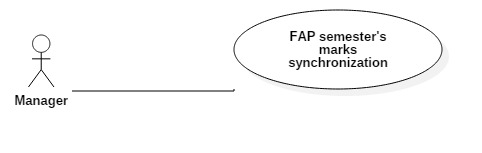 FAP semester's
marks
synchronization
Manager